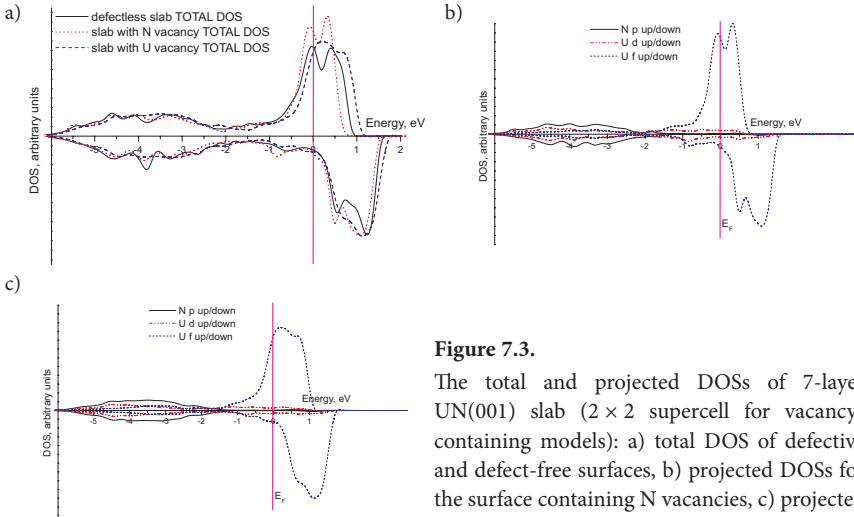 a)
defectless slab TOTAL DOS
slab with N vacancy TOTAL DOS
slab with U vacancy TOTAL DOS
Energy, eV
DOS, arbitrary units
-5 -4 -3 -2 -1 0 1 2
b)
N p up/down
U d up/down
U f up/down
Energy, eV
DOS, arbitrary units
-5 -4 -3 -2 -1 0 1
E_F
c)
N p up/down
U d up/down
U f up/down
Energy, eV
DOS, arbitrary units
-5 -4 -3 -2 -1 0 1
E_F
Figure 7.3.
The total and projected DOSs of 7-laye
UN(001) slab (2 × 2 supercell for vacancy
containing models): a) total DOS of defectiv
and defect-free surfaces, b) projected DOSs fo
the surface containing N vacancies, c) projecte